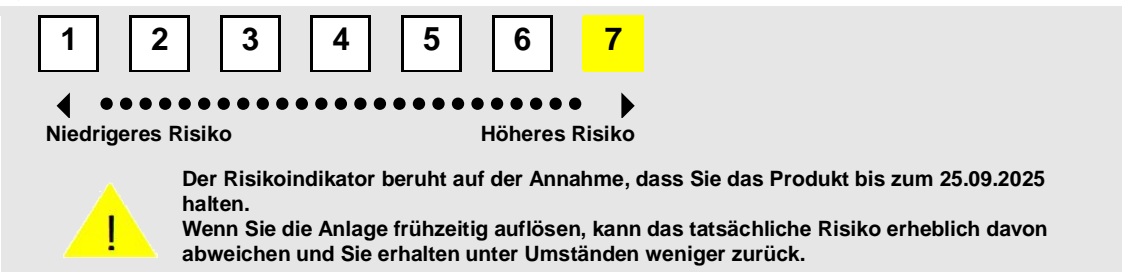 1 2 3 4 5 6 7
Niedrigeres Risiko Höheres Risiko
Der Risikoindikator beruht auf der Annahme, dass Sie das Produkt bis zum 25.09.2025
halten.
Wenn Sie die Anlage frühzeitig auflösen, kann das tatsächliche Risiko erheblich davon
abweichen und Sie erhalten unter Umständen weniger zurück.
!